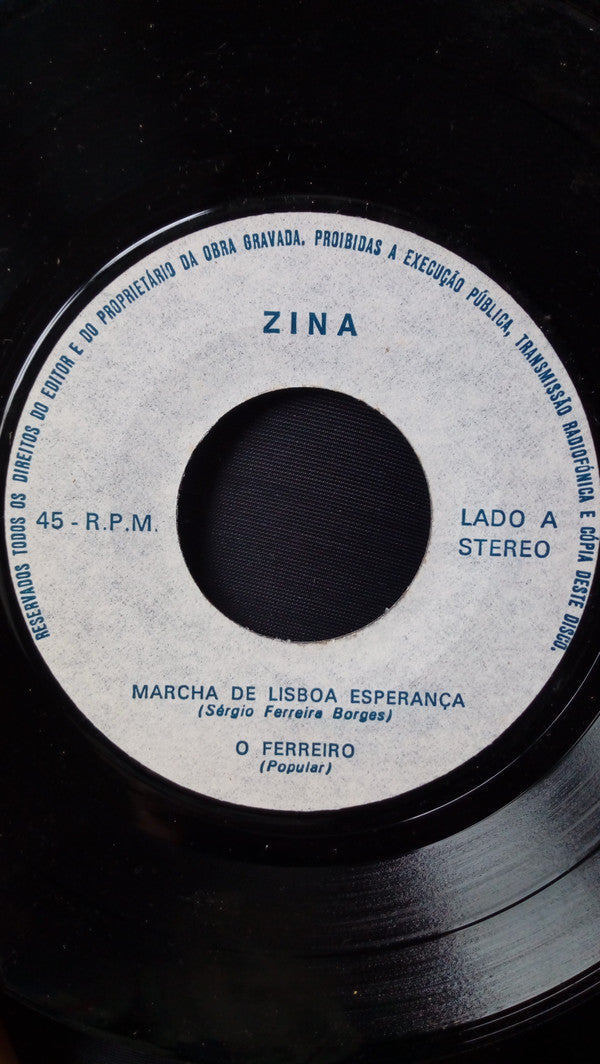 RESERVADOS TODOS OS DIREITOS DO EDITOR E DO PROPRIETÁRIO DA OBRA GRAVADA. PROIBIDAS A EXECUÇÃO PÚBLICA, TRANSMISSÃO RADIOFÓNICA E CÓPIA DESTE DISCO.
ZINA
45 - R.P.M.
LADO A
STEREO
MARCHA DE LISBOA ESPERANÇA
(Sérgio Ferreira Borges)
O FERREIRO
(Popular)